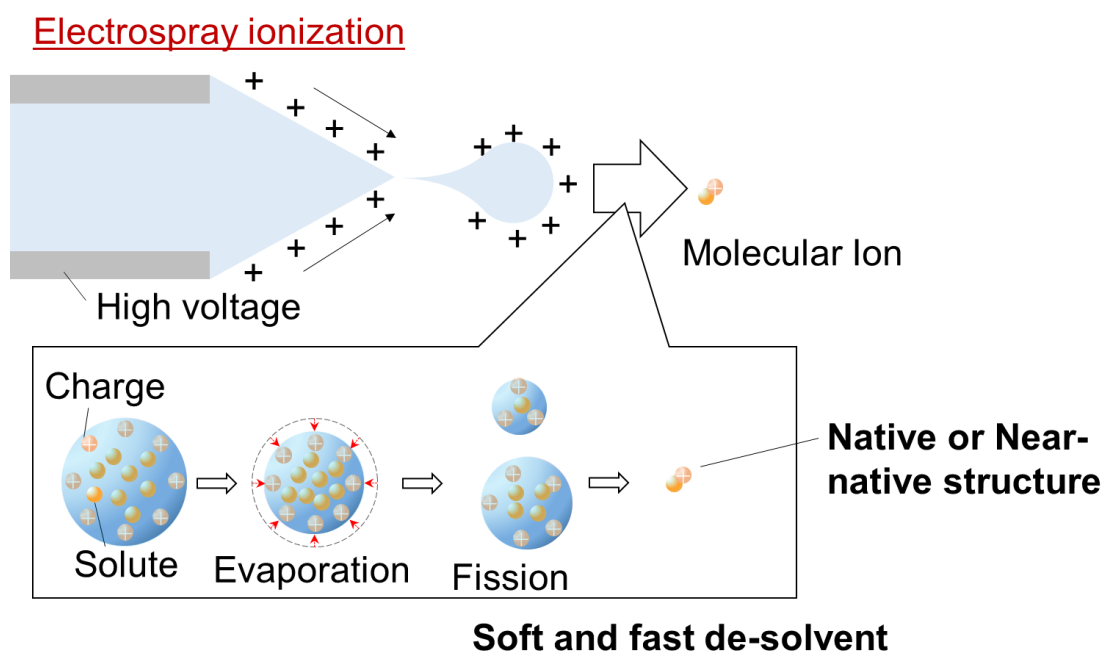 Electrospray ionization
High voltage
Molecular Ion
Charge
Solute
Evaporation
Fission
Native or Near-
native structure
Soft and fast de-solvent